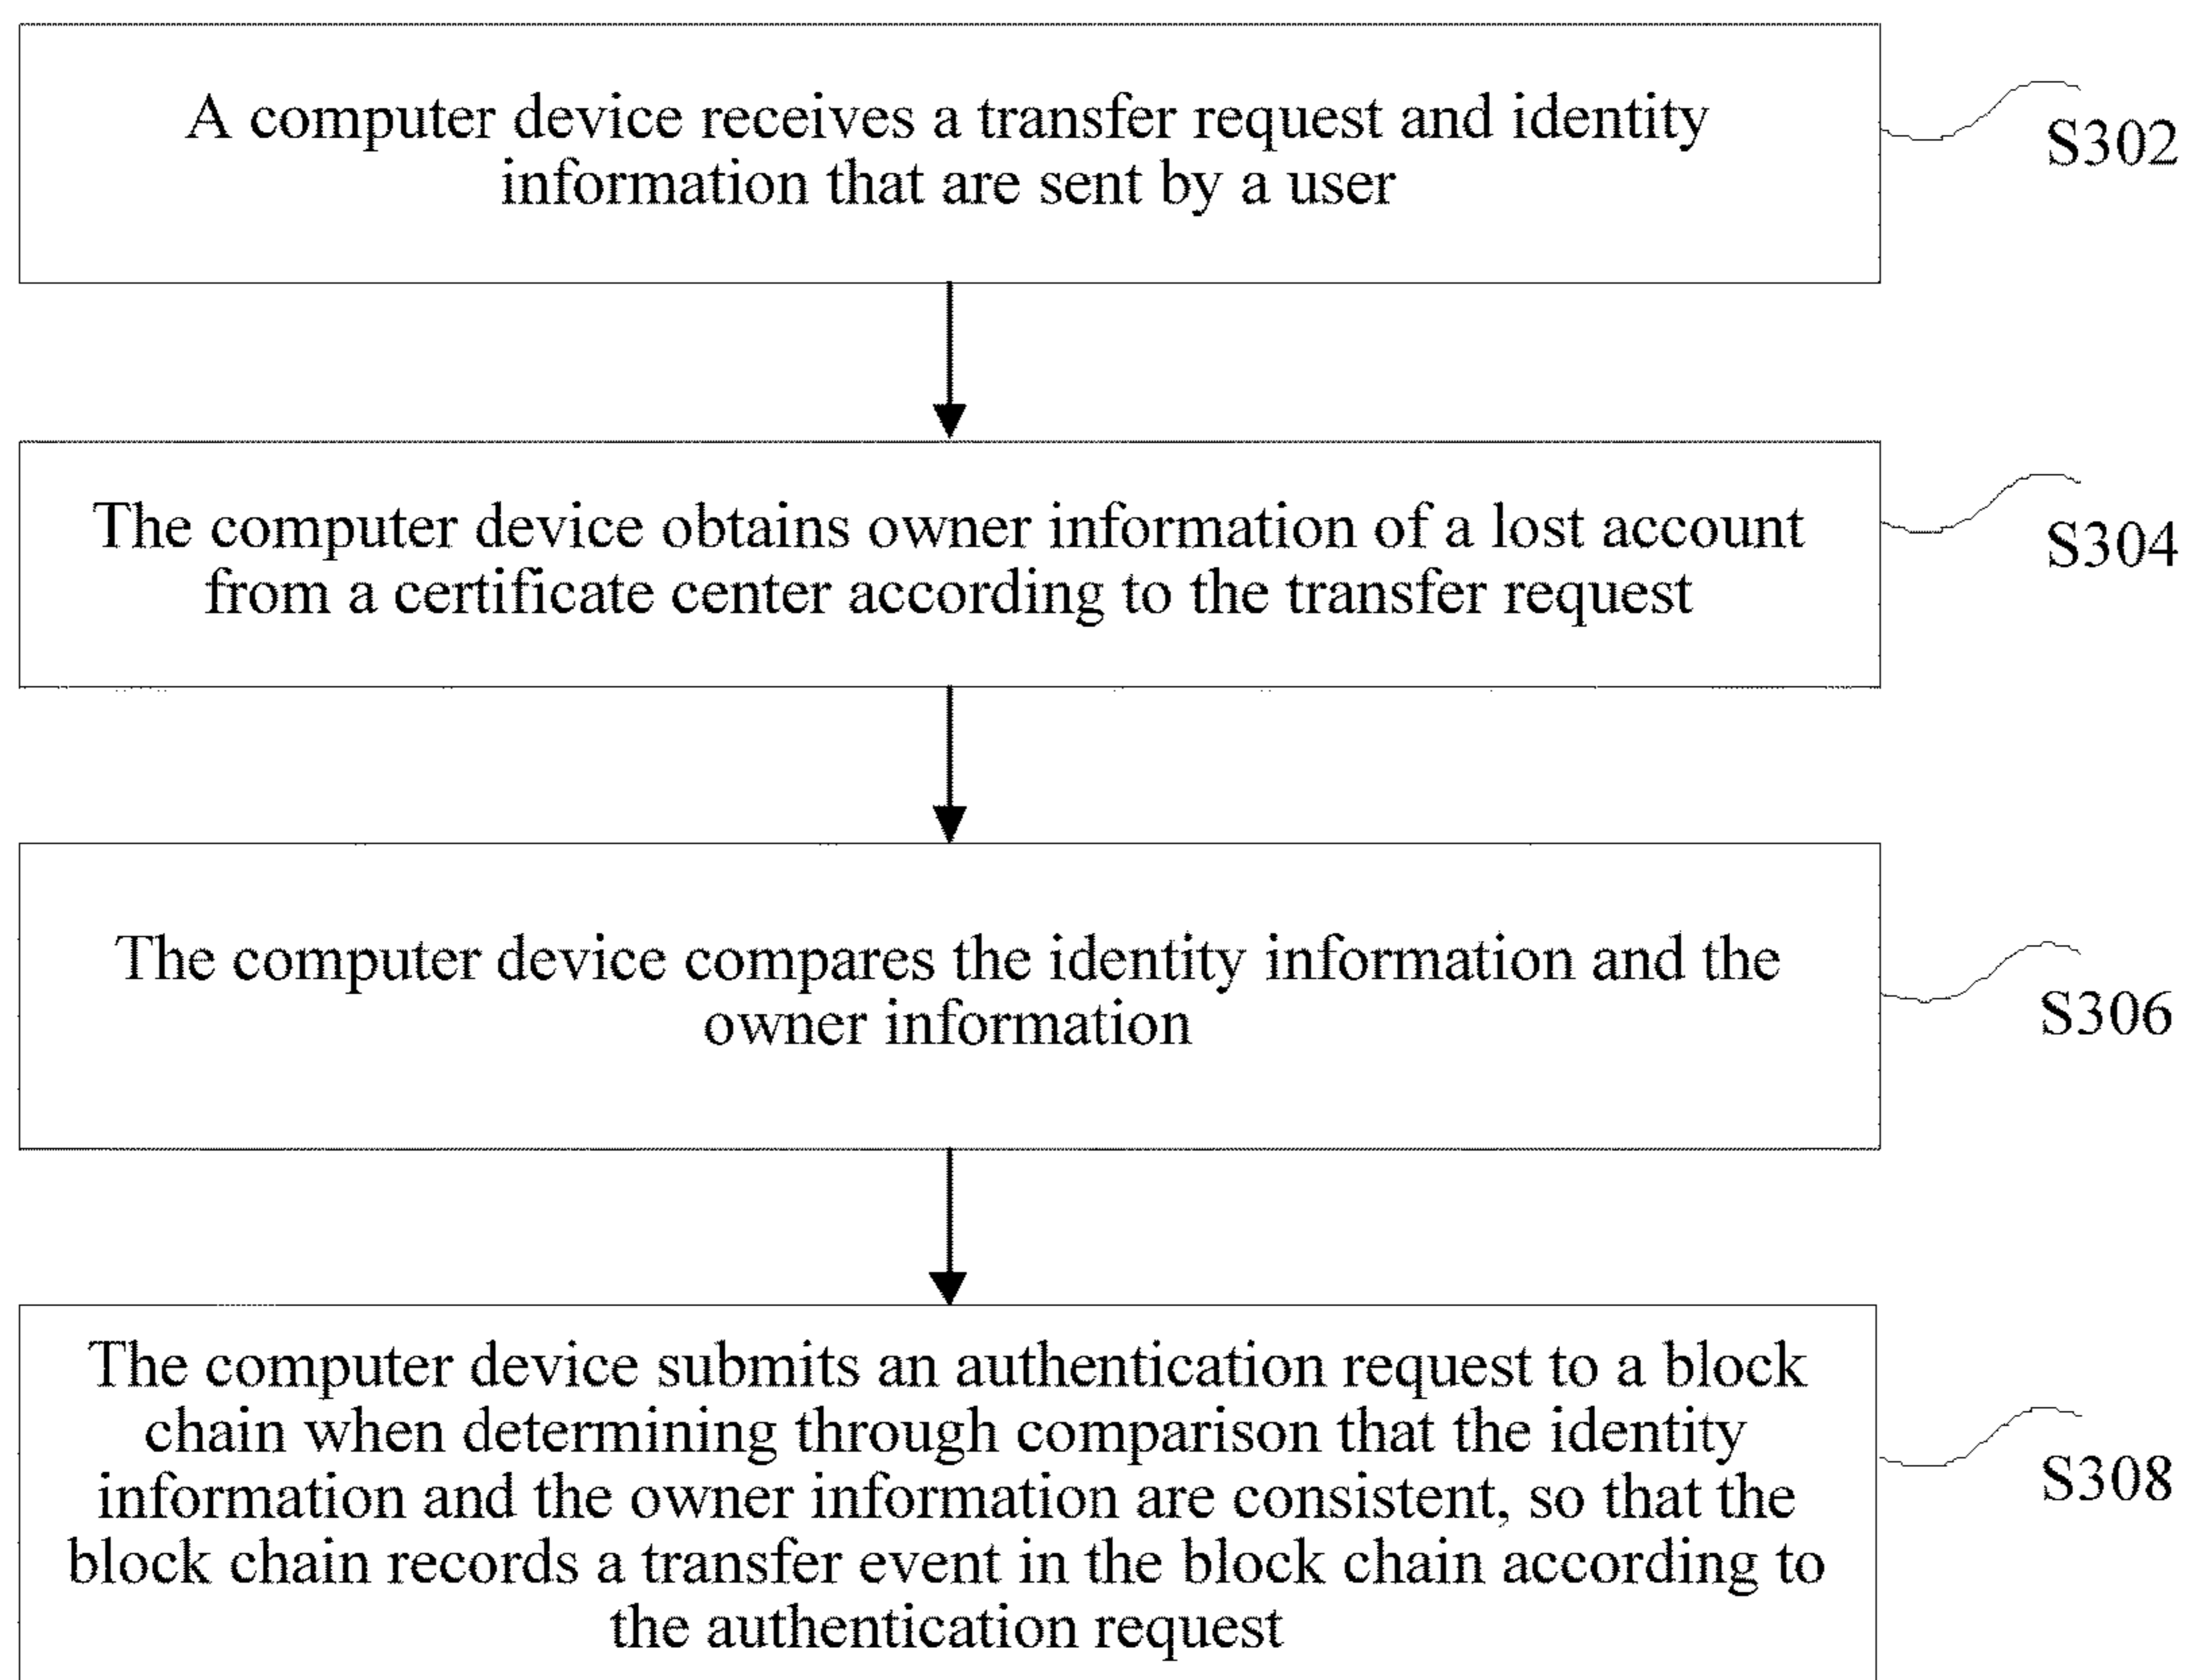 A computer device receives a transfer request and identity
information that are sent by a user
S302
The computer device obtains owner information of a lost account
from a certificate center according to the transfer request
S304
The computer device compares the identity information and the
owner information
S306
The computer device submits an authentication request to a block
chain when determining through comparison that the identity
information and the owner information are consistent, so that the
block chain records a transfer event in the block chain according to
the authentication request
S308